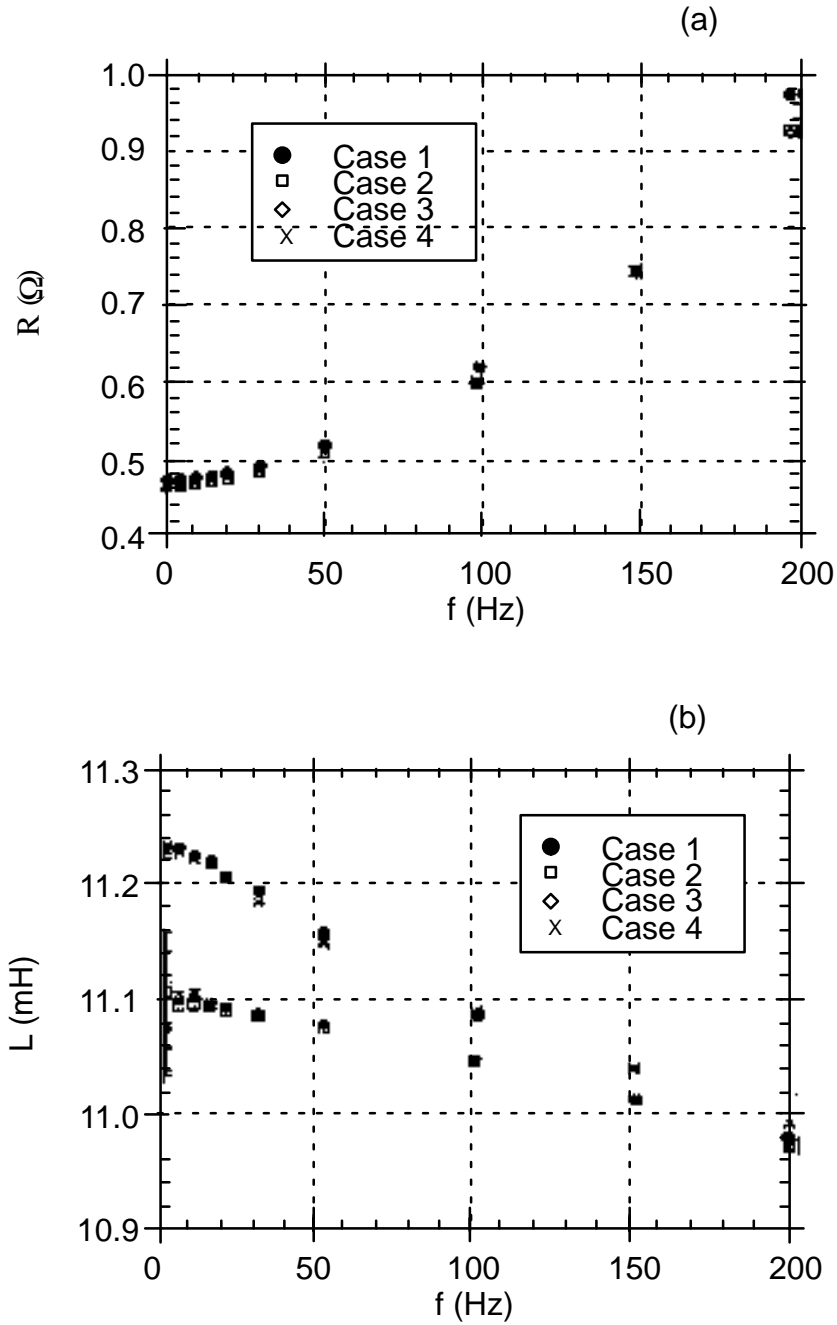 (a)
1.0
0.9
0.8
0.7
0.6
0.5
0.4
R (Ω)
Case 1
Case 2
Case 3
Case 4
0 50 100 150 200
f (Hz)
(b)
11.3
11.2
11.1
11.0
10.9
L (mH)
Case 1
Case 2
Case 3
Case 4
0 50 100 150 200
f (Hz)